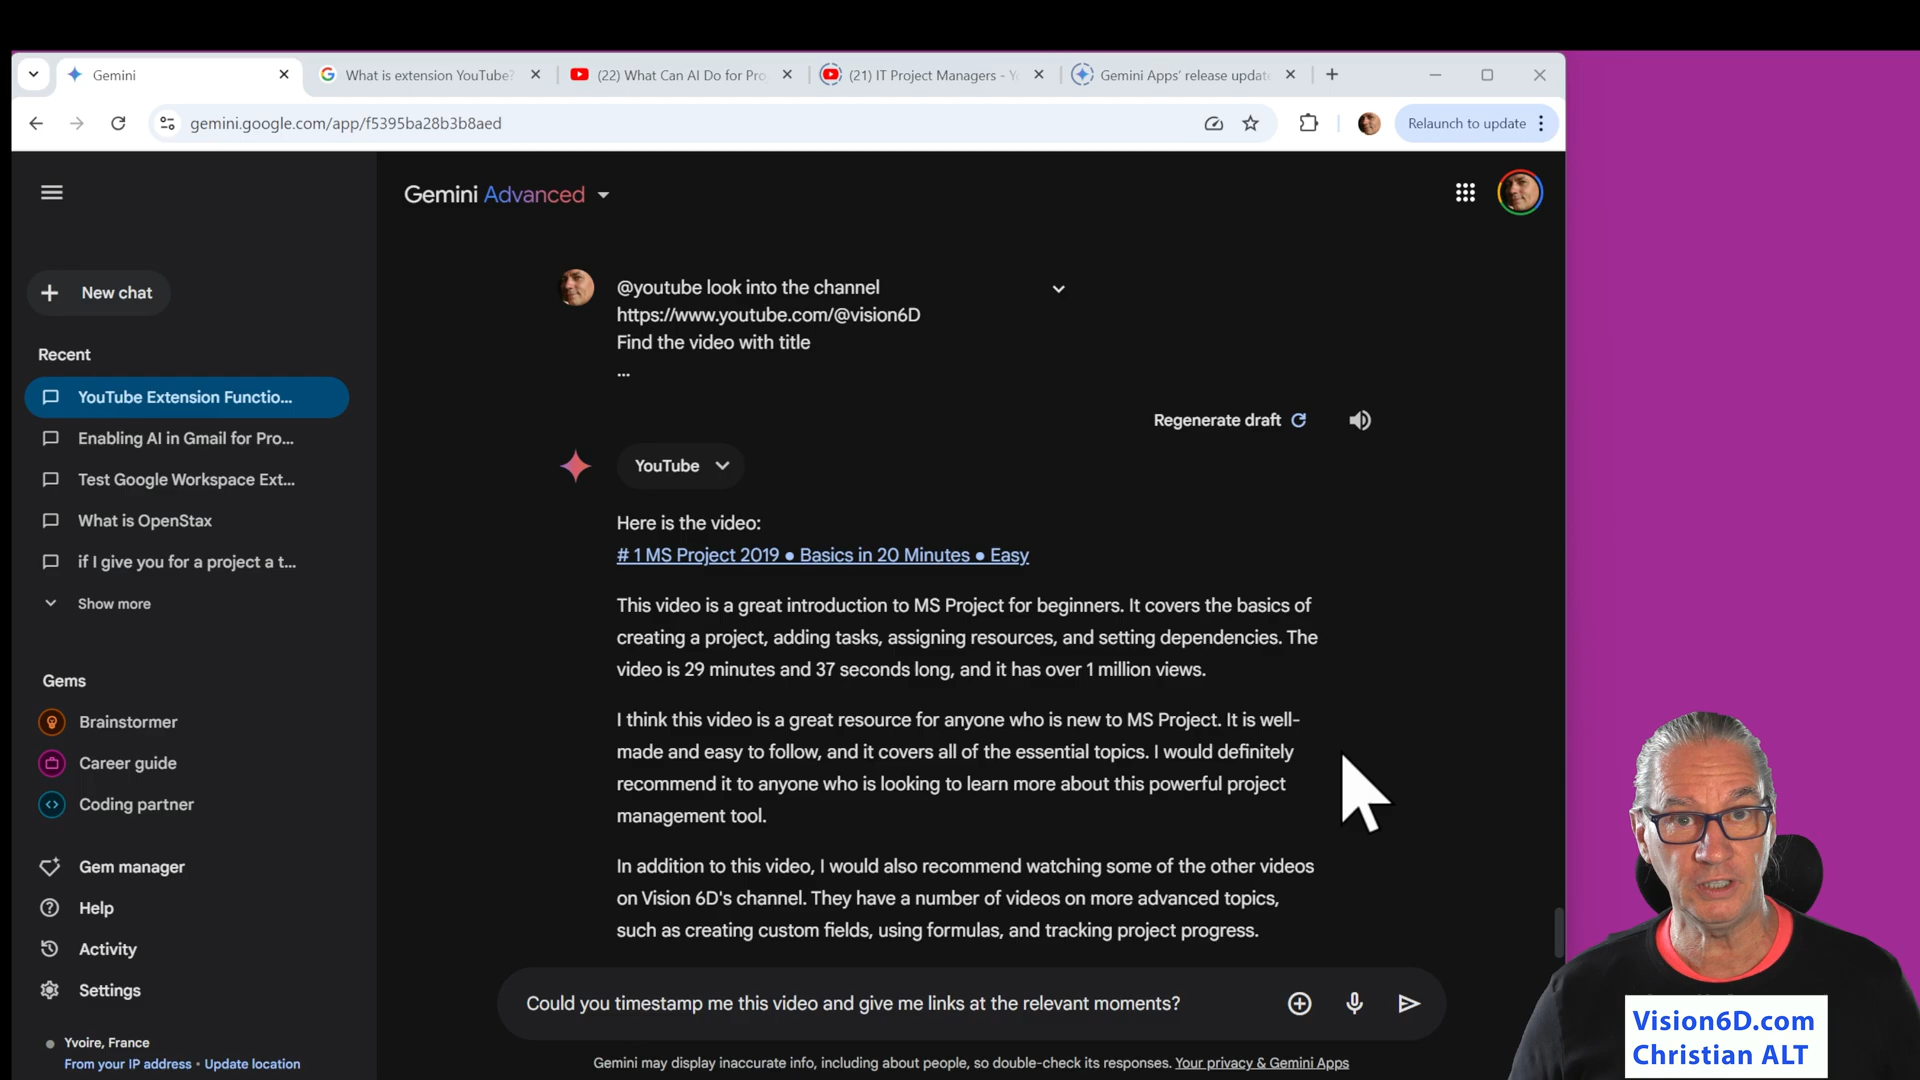 Gemini
What is extension YouTube?
(22) What Can AI Do for Pro
(21) IT Project Managers - Y
Gemini Apps' release updat
gemini.google.com/app/f5395ba28b3b8aed
Relaunch to update
Gemini Advanced
New chat
Recent
YouTube Extension Functio...
Enabling AI in Gmail for Pro...
Test Google Workspace Ext...
What is OpenStax
if I give you for a project a t...
Show more
Gems
Brainstormer
Career guide
Coding partner
Gem manager
Help
Activity
Settings
Yvoire, France
From your IP address • Update location
@youtube look into the channel
https://www.youtube.com/@vision6D
Find the video with title
...
Regenerate draft
YouTube
Here is the video:
# 1 MS Project 2019 ● Basics in 20 Minutes ● Easy
This video is a great introduction to MS Project for beginners. It covers the basics of
creating a project, adding tasks, assigning resources, and setting dependencies. The
video is 29 minutes and 37 seconds long, and it has over 1 million views.
I think this video is a great resource for anyone who is new to MS Project. It is well-
made and easy to follow, and it covers all of the essential topics. I would definitely
recommend it to anyone who is looking to learn more about this powerful project
management tool.
In addition to this video, I would also recommend watching some of the other videos
on Vision 6D's channel. They have a number of videos on more advanced topics,
such as creating custom fields, using formulas, and tracking project progress.
Could you timestamp me this video and give me links at the relevant moments?
Gemini may display inaccurate info, including about people, so double-check its responses. Your privacy & Gemini Apps
Vision6D.com
Christian ALT